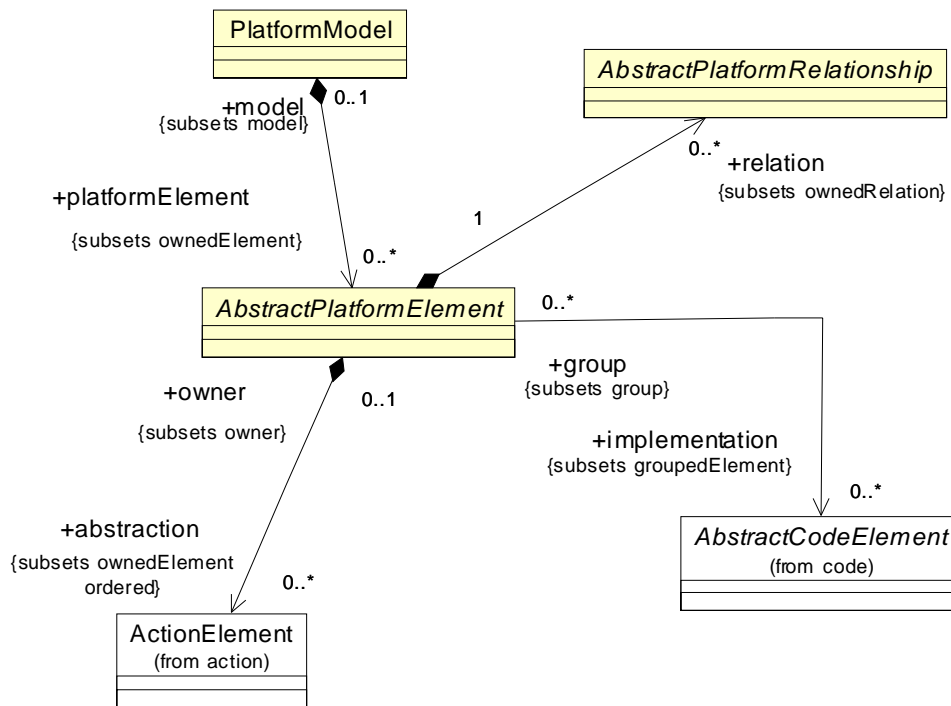 PlatformModel
AbstractPlatformRelationship
+model
0..1
{subsets model}
0..*
+relation
{subsets ownedRelation}
+platformElement
1
{subsets ownedElement}
0..*
AbstractPlatformElement
0..*
+owner
0..1
{subsets owner}
+group
{subsets group}
+implementation
{subsets groupedElement}
0..*
+abstraction
{subsets ownedElement
ordered}
0..*
AbstractCodeElement
(from code)
ActionElement
(from action)